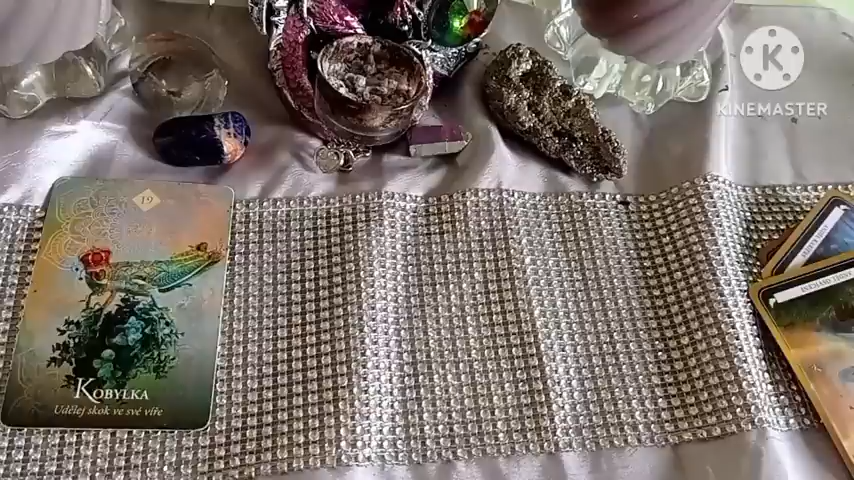 K
KINEMASTER
19
KOBYLKA
Udělej skok ve své víře